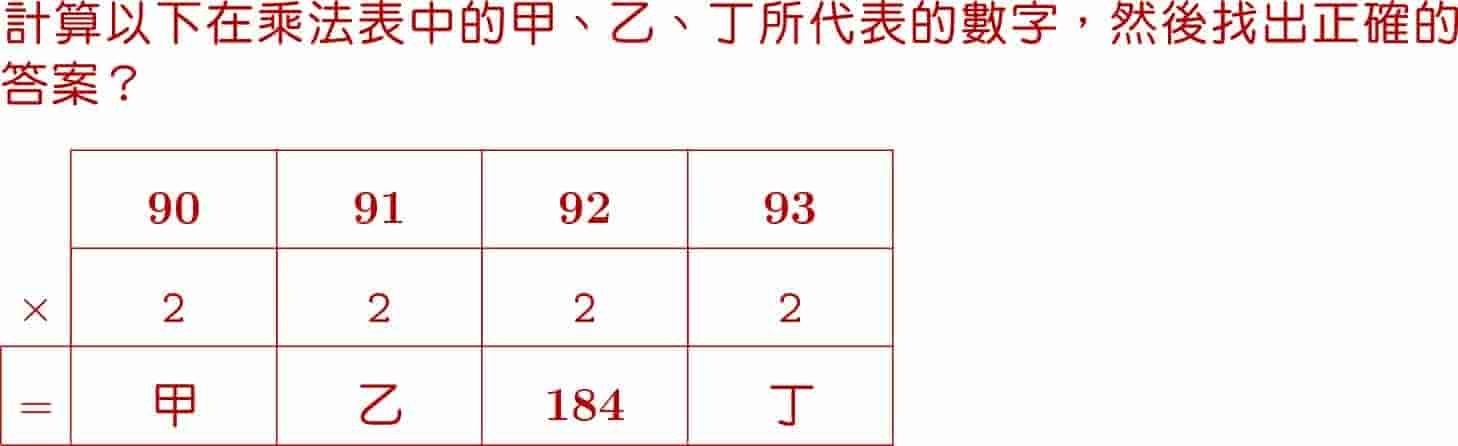 計算以下在乘法表中的甲、乙、丁所代表的數字，然後找出正確的
答案？
90 91 92 93
× 2 2 2 2
= 甲 乙 184 丁